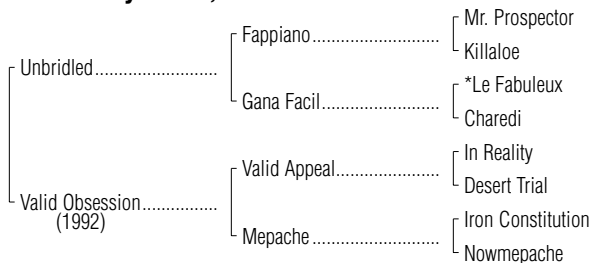 Mr. Prospector
Fappiano
Killaloe
Unbridled
*Le Fabuleux
Gana Facil
Charedi
In Reality
Valid Appeal
Desert Trial
Valid Obsession
(1992)
Iron Constitution
Mepache
Nowmepache